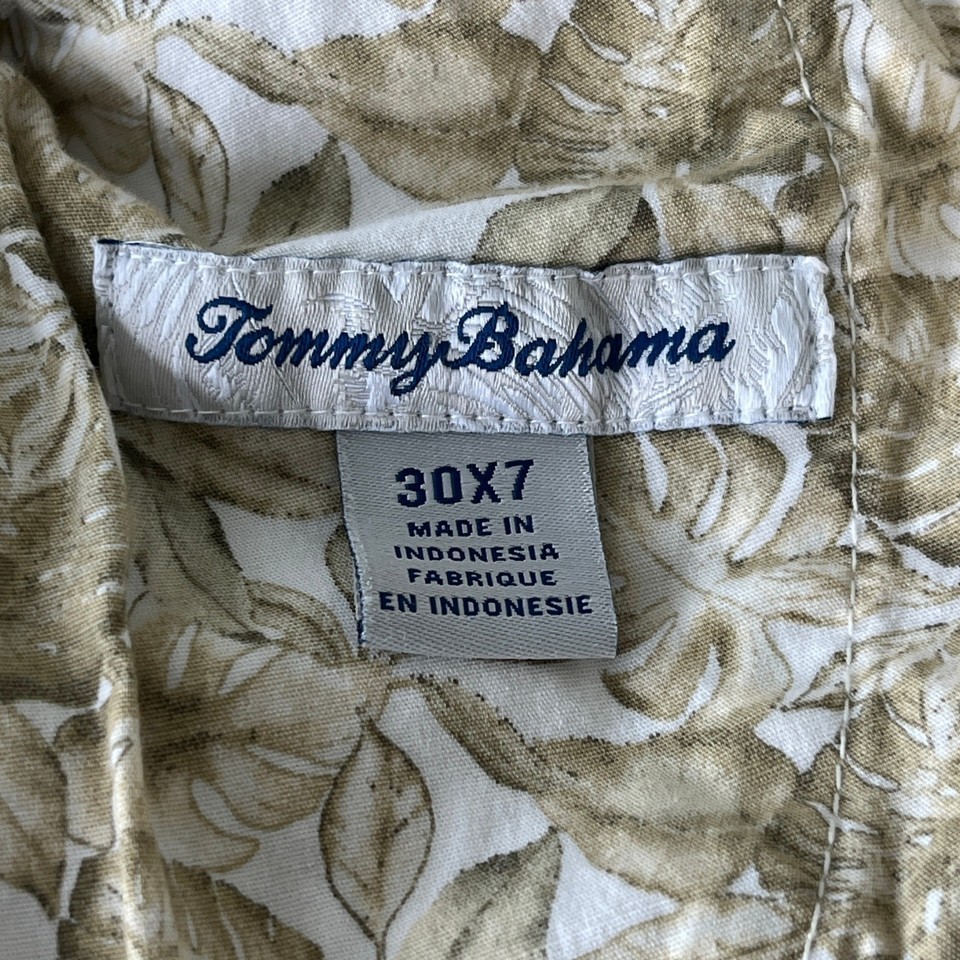 Tommy Bahama
30X7
MADE IN
INDONESIA
FABRIQUE
EN INDONESIE